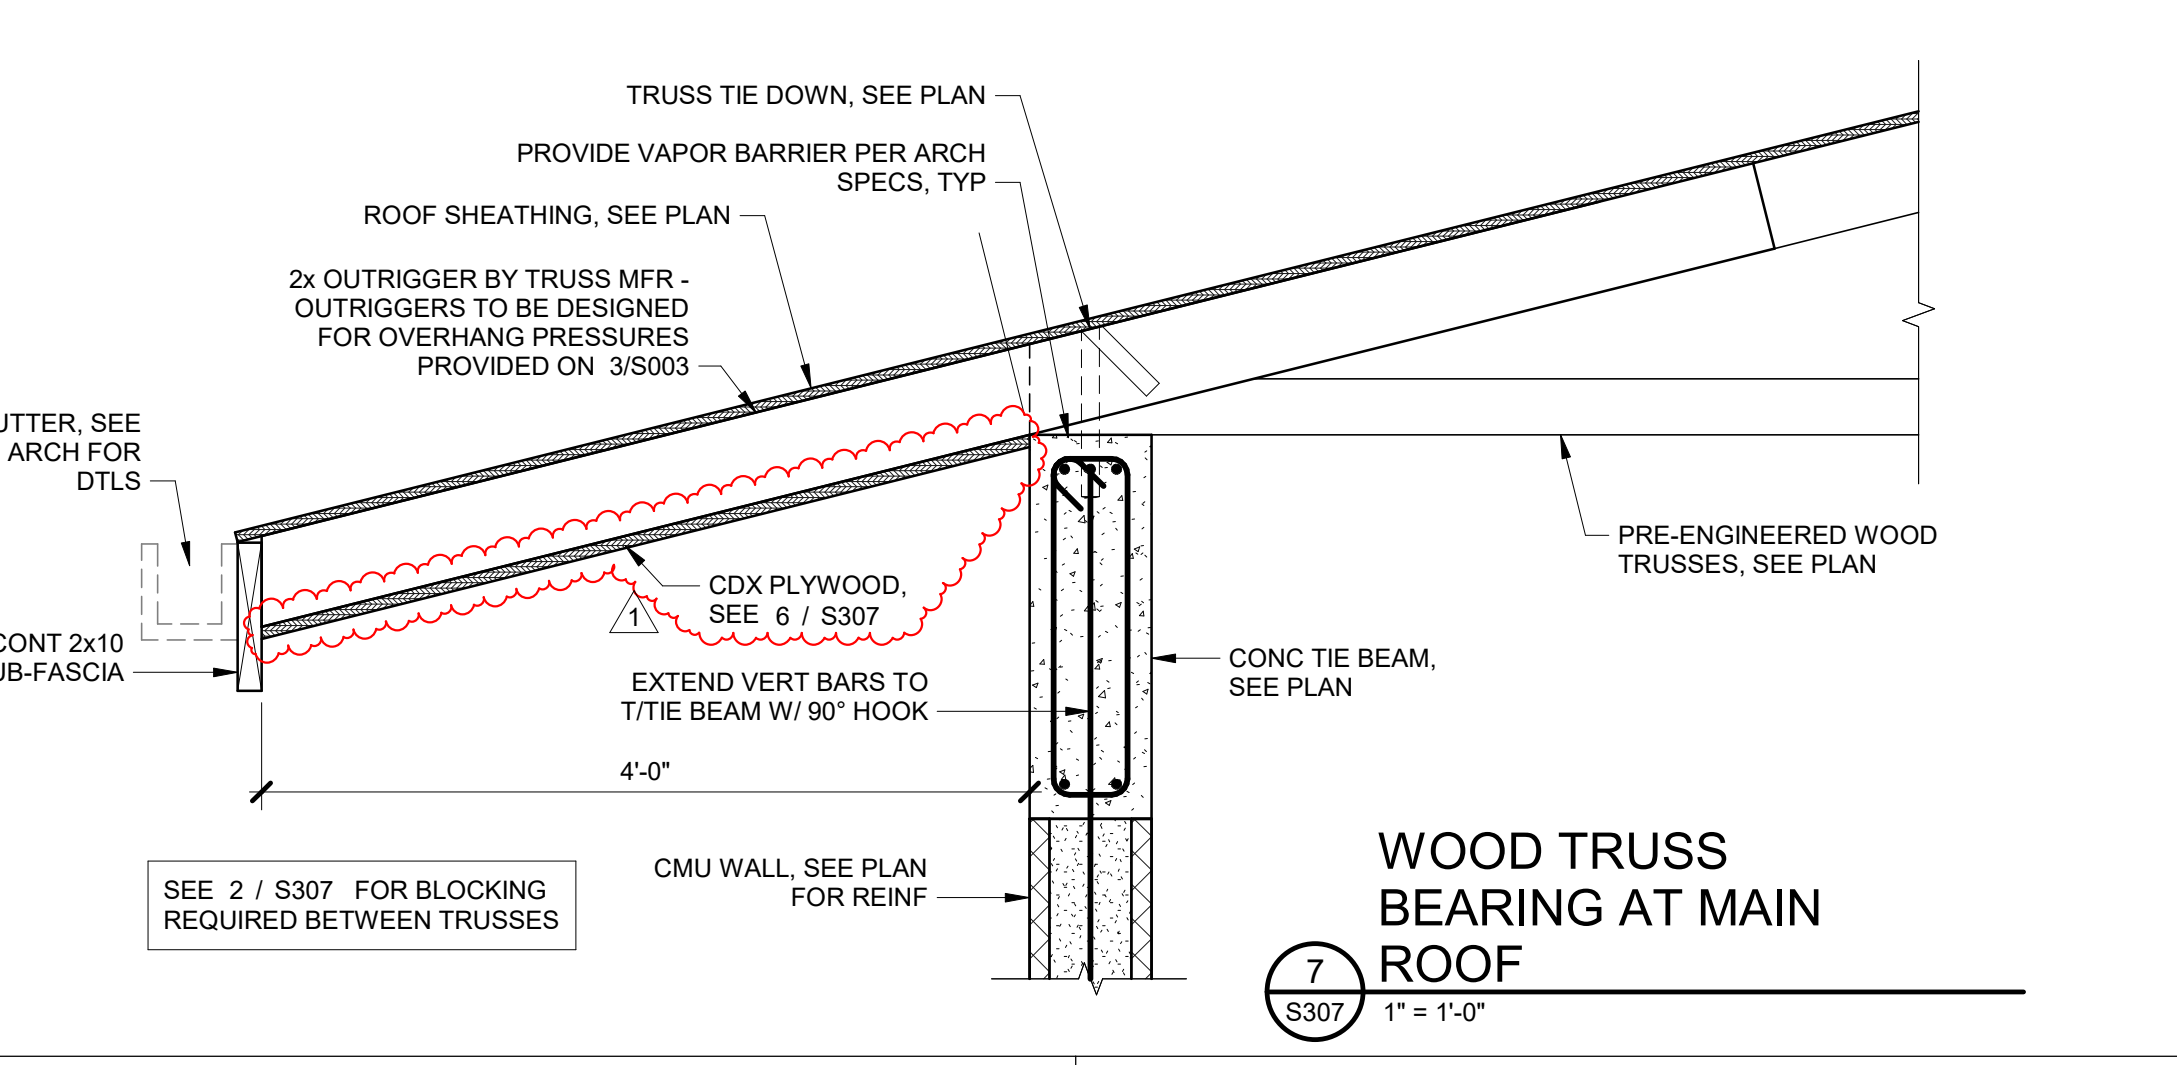 TRUSS TIE DOWN, SEE PLAN
PROVIDE VAPOR BARRIER PER ARCH
SPECS, TYP
ROOF SHEATHING, SEE PLAN
2x OUTRIGGER BY TRUSS MFR -
OUTRIGGERS TO BE DESIGNED
FOR OVERHANG PRESSURES
PROVIDED ON 3/S003
UTTER, SEE
ARCH FOR
DTLS
CONT 2x10
UB-FASCIA
CDX PLYWOOD,
SEE 6 / S307
1
PRE-ENGINEERED WOOD
TRUSSES, SEE PLAN
EXTEND VERT BARS TO
T/TIE BEAM W/ 90° HOOK
CONC TIE BEAM,
SEE PLAN
4'-0"
CMU WALL, SEE PLAN
FOR REINF
SEE 2 / S307 FOR BLOCKING
REQUIRED BETWEEN TRUSSES
WOOD TRUSS
BEARING AT MAIN
ROOF
7
S307
1" = 1'-0"